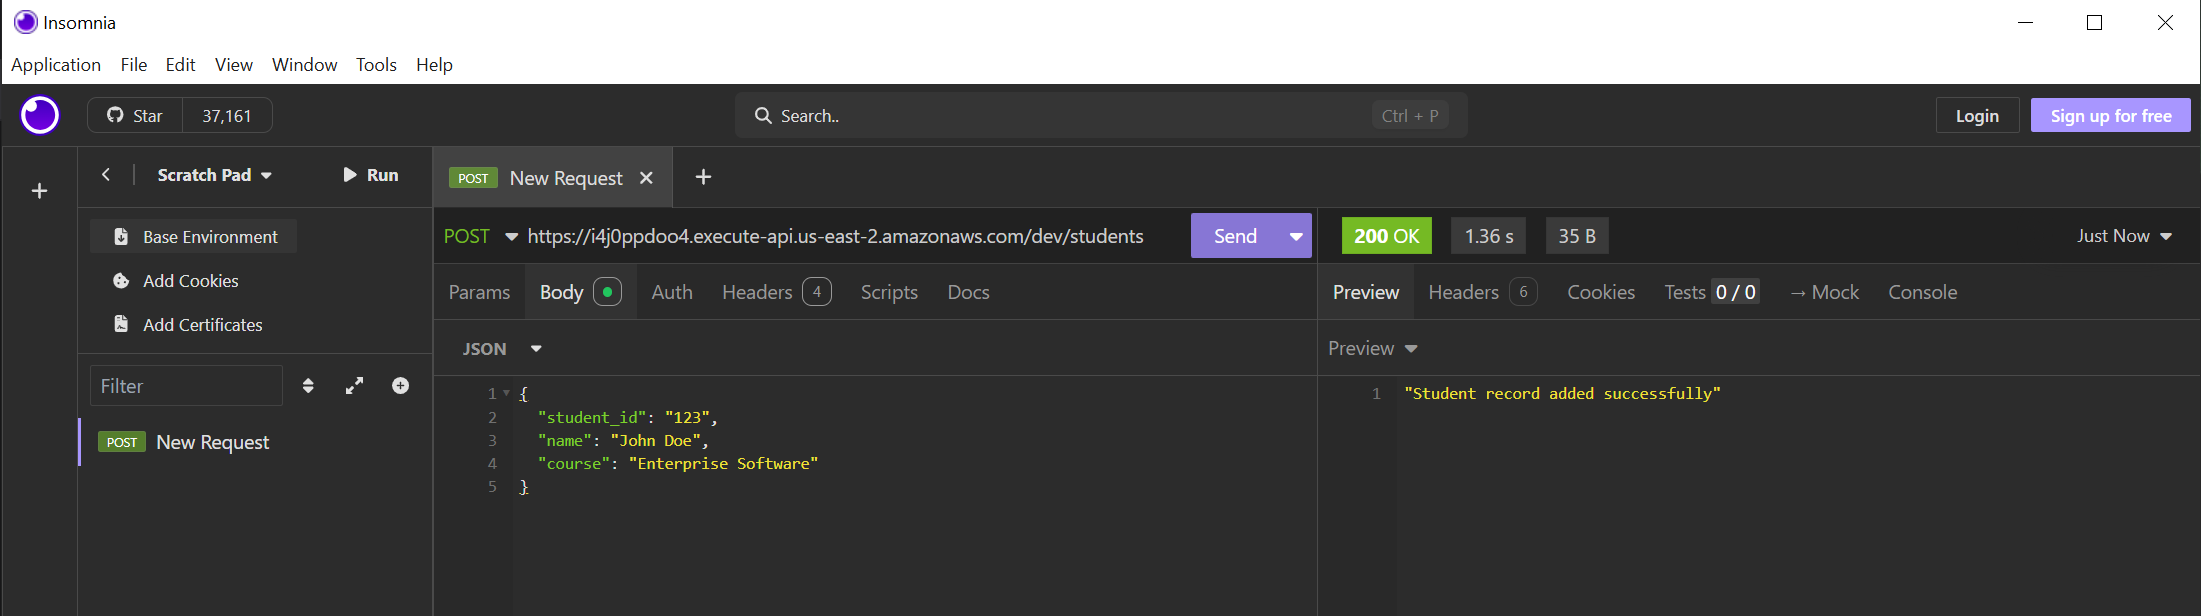 Insomnia
Application File Edit View Window Tools Help
Star 37,161 Search.. Ctrl + P Login Sign up for free
Scratch Pad Run POST New Request
Base Environment
Add Cookies
Add Certificates
Filter
POST New Request
POST https://i4j0ppdoo4.execute-api.us-east-2.amazonaws.com/dev/students Send
Params Body Auth Headers 4 Scripts Docs
JSON
1 {
2 "student_id": "123",
3 "name": "John Doe",
4 "course": "Enterprise Software"
5 }
200 OK 1.36 s 35 B Just Now
Preview Headers 6 Cookies Tests 0 / 0 → Mock Console
Preview
1 "Student record added successfully"